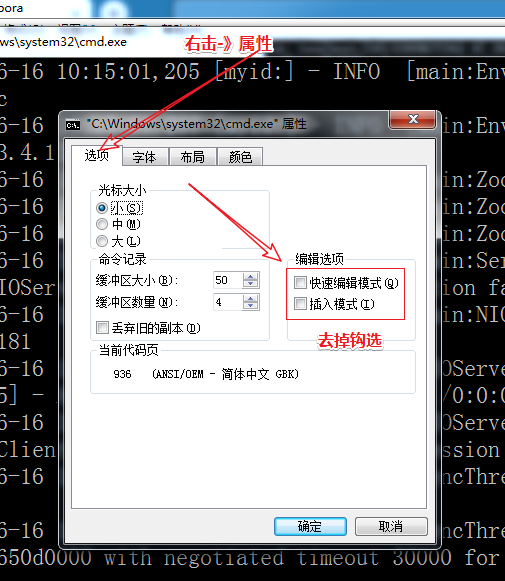 pora
ws\system32\cmd.exe
右击-》属性
6-16 10:15:01,205 [myid:] - INFO [main:Env
c
"C:\Windows\system32\cmd.exe" 属性
6-16
in:Env
3.4.1
选项 字体 布局 颜色
6-16
in:Zoo
6-16
in:Zoo
光标大小
小(S)
6-16
in:Zoo
中(M)
大(L)
6-16
in:Ser
命令记录
编辑选项
缓冲区大小(B): 50
快速编辑模式(Q)
IOSer
ion fa
缓冲区数量(N): 4
插入模式(I)
6-16
in:NIO
丢弃旧的副本(D)
去掉钩选
181
当前代码页
6-16
OServe
936 (ANSI/OEM - 简体中文 GBK)
5] -
/0:0:0
6-16
OServe
Clien
ssion
6-16
ncThre
确定 取消
6-16
ncThre
650d0000 with negotiated timeout 30000 for